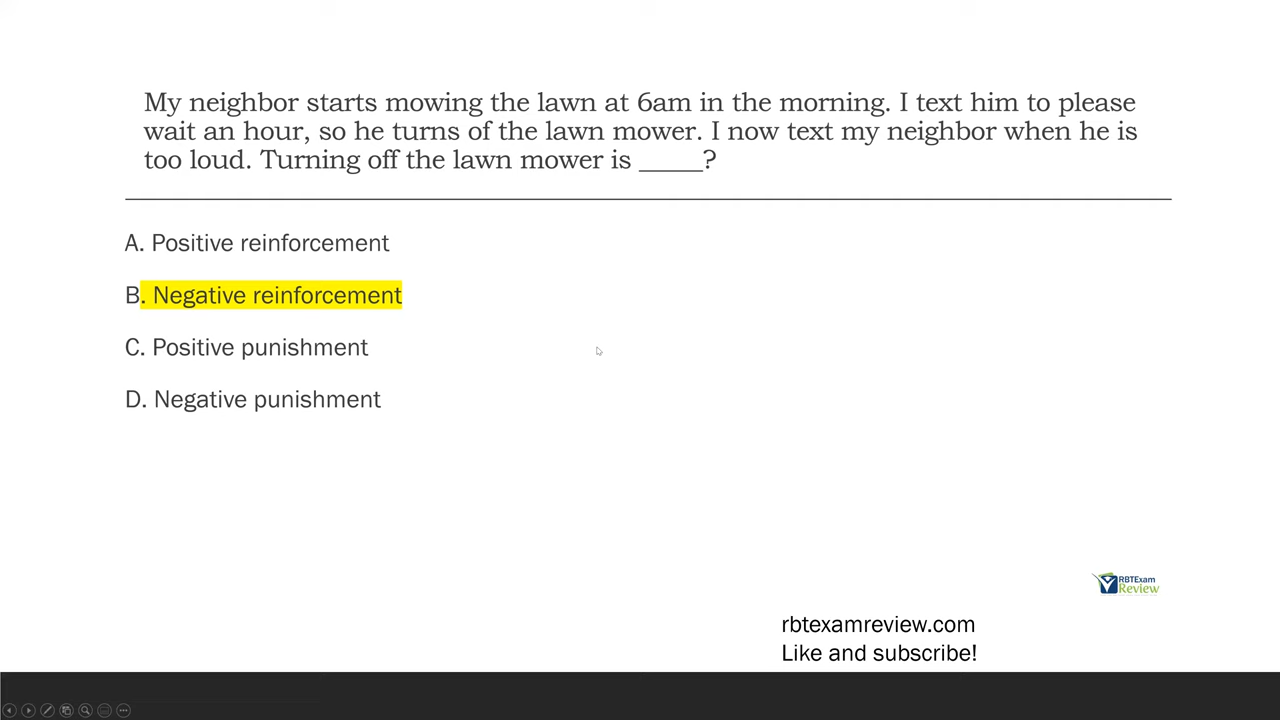 My neighbor starts mowing the lawn at 6am in the morning. I text him to please
wait an hour, so he turns of the lawn mower. I now text my neighbor when he is
too loud. Turning off the lawn mower is _____?
A. Positive reinforcement
B. Negative reinforcement
C. Positive punishment
D. Negative punishment
RBTExam
Review
rbtexamreview.com
Like and subscribe!